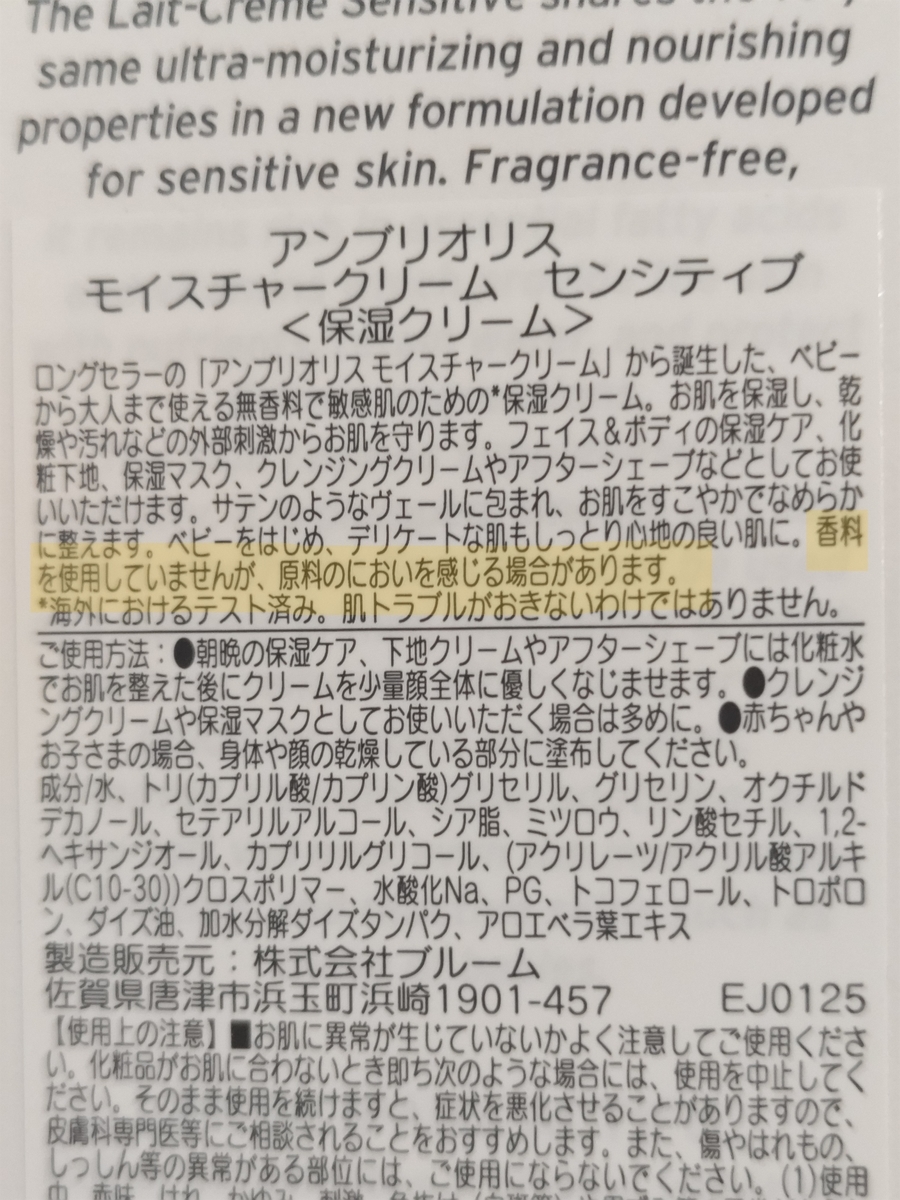 The Lait-Crème Sensitive shares the very
same ultra-moisturizing and nourishing
properties in a new formulation developed
for sensitive skin. Fragrance-free,
it remains rich in essential fatty acids
アンブリオリス
モイスチャークリーム センシティブ
<保湿クリーム>
ロングセラーの「アンブリオリス モイスチャークリーム」から誕生した、ベビー
から大人まで使える無香料で敏感肌のための*保湿クリーム。お肌を保湿し、乾
燥や汚れなどの外部刺激からお肌を守ります。フェイス&ボディの保湿ケア、化
粧下地、保湿マスク、クレンジングクリームやアフターシェーブなどとしてお使
いいただけます。サテンのようなヴェールに包まれ、お肌をすこやかでなめらか
に整えます。ベビーをはじめ、デリケートな肌もしっとり心地の良い肌に。香料
を使用していませんが、原料のにおいを感じる場合があります。
*海外におけるテスト済み。肌トラブルがおきないわけではありません。
ご使用方法:●朝晩の保湿ケア、下地クリームやアフターシェーブには化粧水
でお肌を整えた後にクリームを少量顔全体に優しくなじませます。●クレンジ
ングクリームや保湿マスクとしてお使いいただく場合は多めに。●赤ちゃんや
お子さまの場合、身体や顔の乾燥している部分に塗布してください。
成分/水、トリ(カプリル酸/カプリン酸)グリセリル、グリセリン、オクチルド
デカノール、セテアリルアルコール、シア脂、ミツロウ、リン酸セチル、1,2-
ヘキサンジオール、カプリリルグリコール、(アクリレーツ/アクリル酸アルキ
ル(C10-30))クロスポリマー、水酸化Na、PG、トコフェロール、トロポロ
ン、ダイズ油、加水分解ダイズタンパク、アロエベラ葉エキス
製造販売元:株式会社ブルーム
佐賀県唐津市浜玉町浜崎1901-457 EJ0125
【使用上の注意】■お肌に異常が生じていないかよく注意してご使用くださ
い。化粧品がお肌に合わないとき即ち次のような場合には、使用を中止してく
ださい。そのまま使用を続けますと、症状を悪化させることがありますので、
皮膚科専門医等にご相談されることをおすすめします。また、傷やはれもの、
しっしん等の異常がある部位には、ご使用にならないでください。(1)使用
中、赤味、はれ、かゆみ、刺激、色抜け